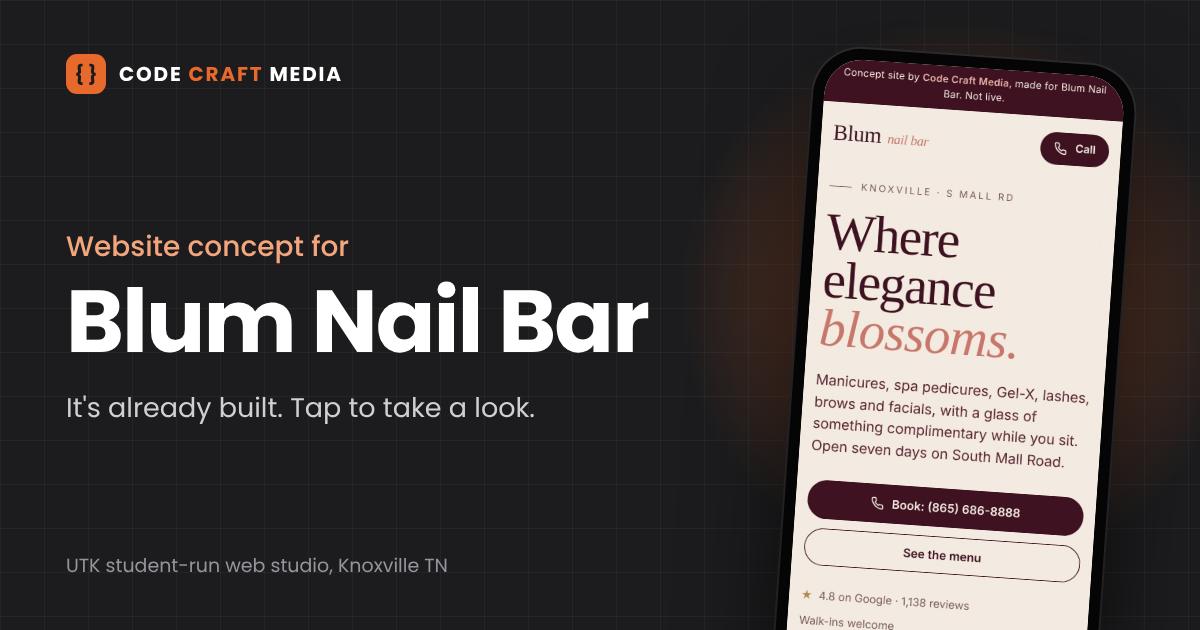 { } CODE CRAFT MEDIA
Website concept for
Blum Nail Bar
It's already built. Tap to take a look.
UTK student-run web studio, Knoxville TN
Concept site by Code Craft Media, made for Blum Nail
Bar. Not live.
Blum nail bar
Call
KNOXVILLE · S MALL RD
Where
elegance
blossoms.
Manicures, spa pedicures, Gel-X, lashes,
brows and facials, with a glass of
something complimentary while you sit.
Open seven days on South Mall Road.
Book: (865) 686-8888
See the menu
★ 4.8 on Google · 1,138 reviews
Walk-ins welcome